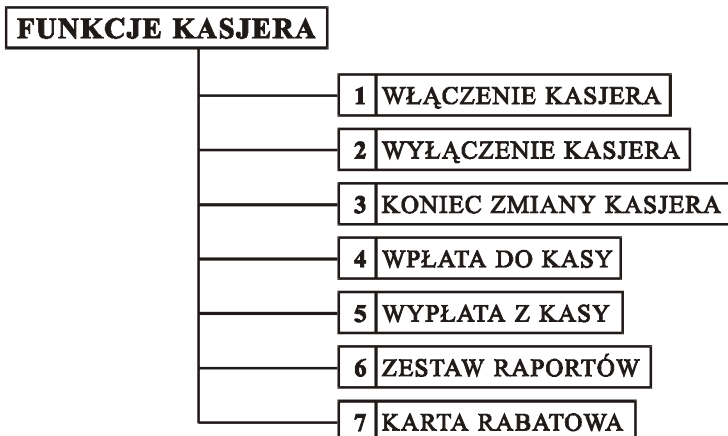 FUNKCJE KASJERA
1 WŁĄCZENIE KASJERA
2 WYŁĄCZENIE KASJERA
3 KONIEC ZMIANY KASJERA
4 WPŁATA DO KASY
5 WYPŁATA Z KASY
6 ZESTAW RAPORTÓW
7 KARTA RABATOWA